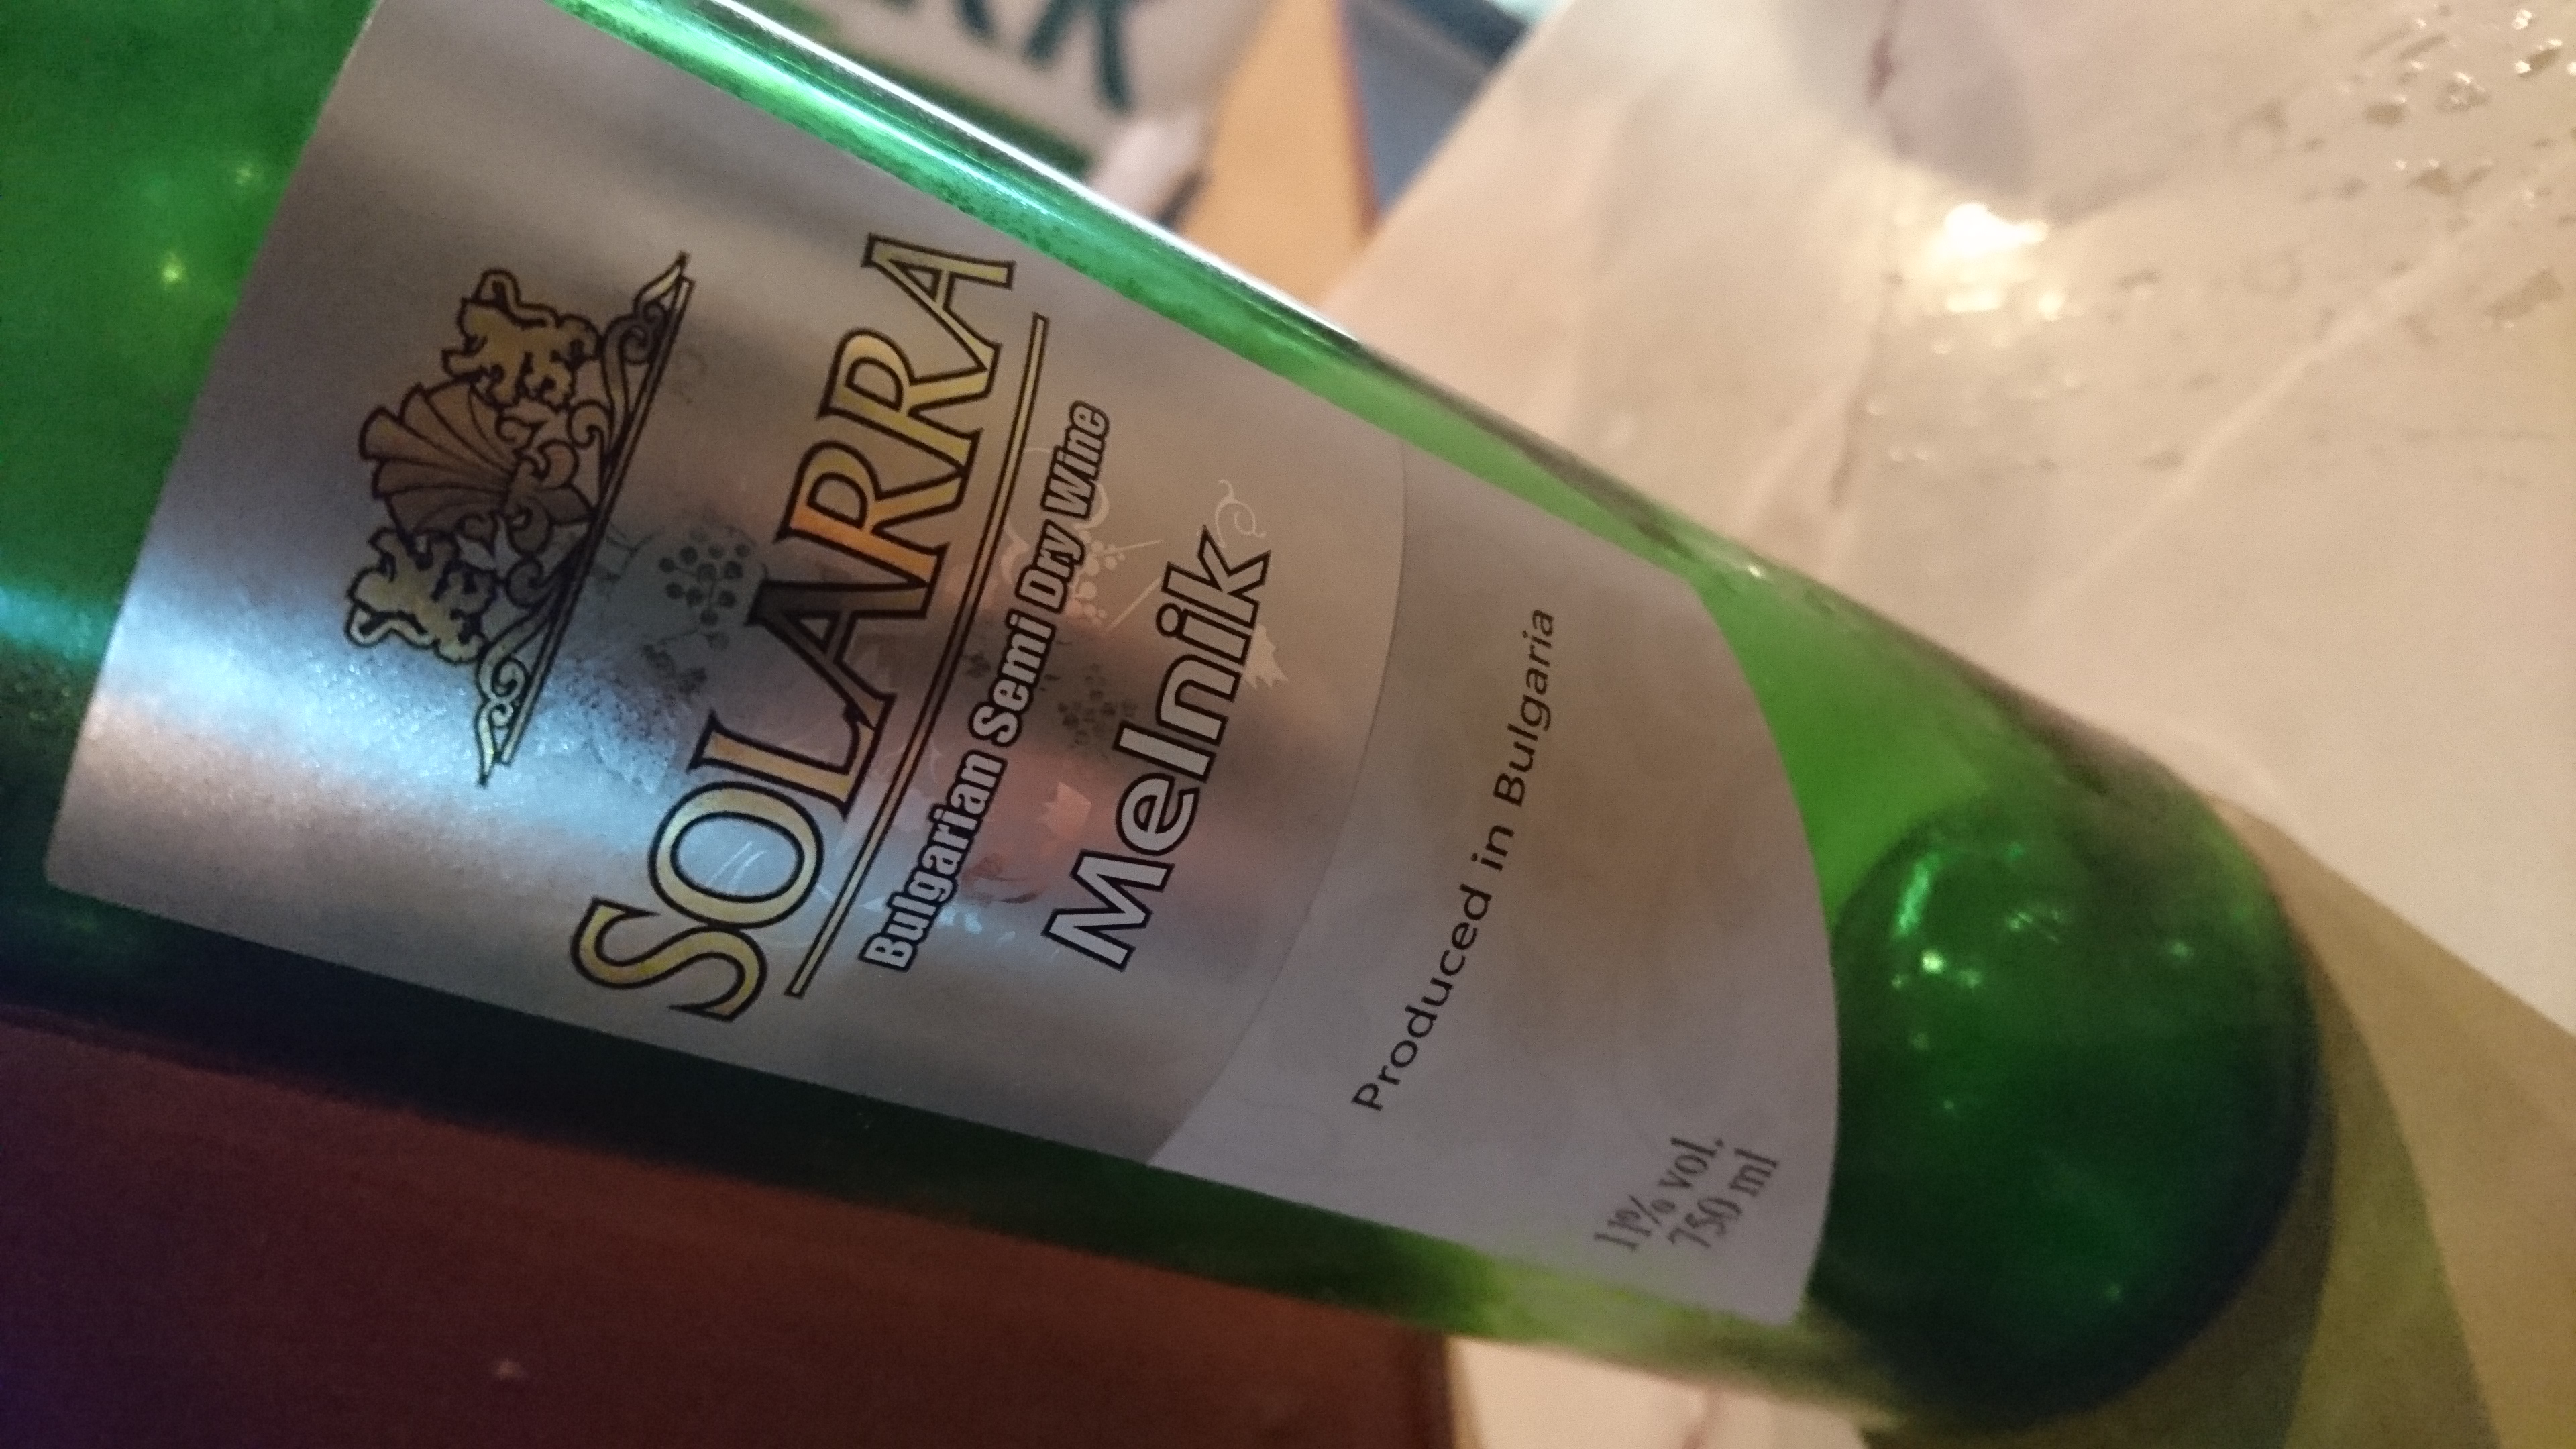 SOLARRA
Bulgarian Semi Dry Wine
Melnik
Produced in Bulgaria
11% vol.
750 ml